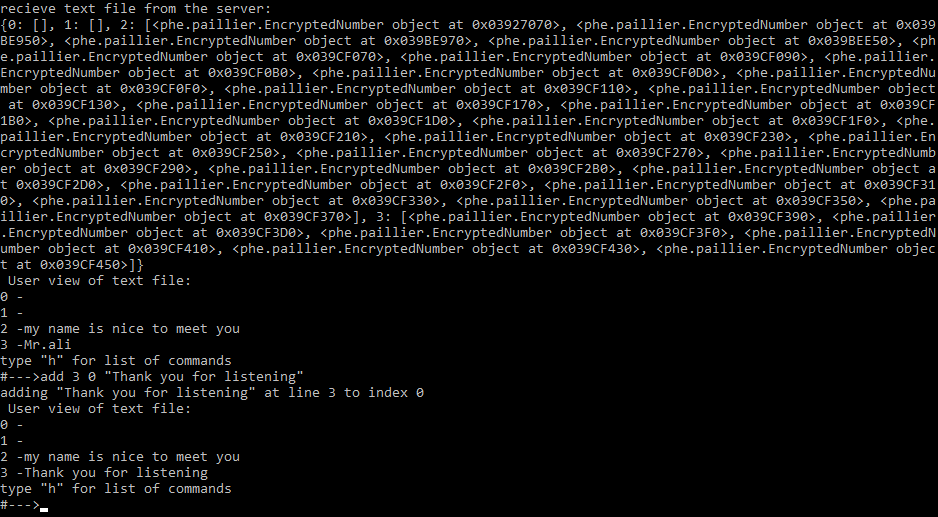 recieve text file from the server:
{0: [], 1: [], 2: [<phe.paillier.EncryptedNumber object at 0x03927070>, <phe.paillier.EncryptedNumber object at 0x039
BE950>, <phe.paillier.EncryptedNumber object at 0x039BE970>, <phe.paillier.EncryptedNumber object at 0x039BEE50>, <ph
e.paillier.EncryptedNumber object at 0x039CF070>, <phe.paillier.EncryptedNumber object at 0x039CF090>, <phe.paillier.
EncryptedNumber object at 0x039CF0B0>, <phe.paillier.EncryptedNumber object at 0x039CF0D0>, <phe.paillier.EncryptedNu
mber object at 0x039CF0F0>, <phe.paillier.EncryptedNumber object at 0x039CF110>, <phe.paillier.EncryptedNumber object
 at 0x039CF130>, <phe.paillier.EncryptedNumber object at 0x039CF170>, <phe.paillier.EncryptedNumber object at 0x039CF
1B0>, <phe.paillier.EncryptedNumber object at 0x039CF1D0>, <phe.paillier.EncryptedNumber object at 0x039CF1F0>, <phe.
paillier.EncryptedNumber object at 0x039CF210>, <phe.paillier.EncryptedNumber object at 0x039CF230>, <phe.paillier.En
cryptedNumber object at 0x039CF250>, <phe.paillier.EncryptedNumber object at 0x039CF270>, <phe.paillier.EncryptedNumb
er object at 0x039CF290>, <phe.paillier.EncryptedNumber object at 0x039CF2B0>, <phe.paillier.EncryptedNumber object a
t 0x039CF2D0>, <phe.paillier.EncryptedNumber object at 0x039CF2F0>, <phe.paillier.EncryptedNumber object at 0x039CF31
0>, <phe.paillier.EncryptedNumber object at 0x039CF330>, <phe.paillier.EncryptedNumber object at 0x039CF350>, <phe.pa
illier.EncryptedNumber object at 0x039CF370>], 3: [<phe.paillier.EncryptedNumber object at 0x039CF390>, <phe.paillier
.EncryptedNumber object at 0x039CF3D0>, <phe.paillier.EncryptedNumber object at 0x039CF3F0>, <phe.paillier.EncryptedN
umber object at 0x039CF410>, <phe.paillier.EncryptedNumber object at 0x039CF430>, <phe.paillier.EncryptedNumber objec
t at 0x039CF450>]}
 User view of text file:
0 -
1 -
2 -my name is nice to meet you
3 -Mr.ali
type "h" for list of commands
#--->add 3 0 "Thank you for listening"
adding "Thank you for listening" at line 3 to index 0
 User view of text file:
0 -
1 -
2 -my name is nice to meet you
3 -Thank you for listening
type "h" for list of commands
#--->